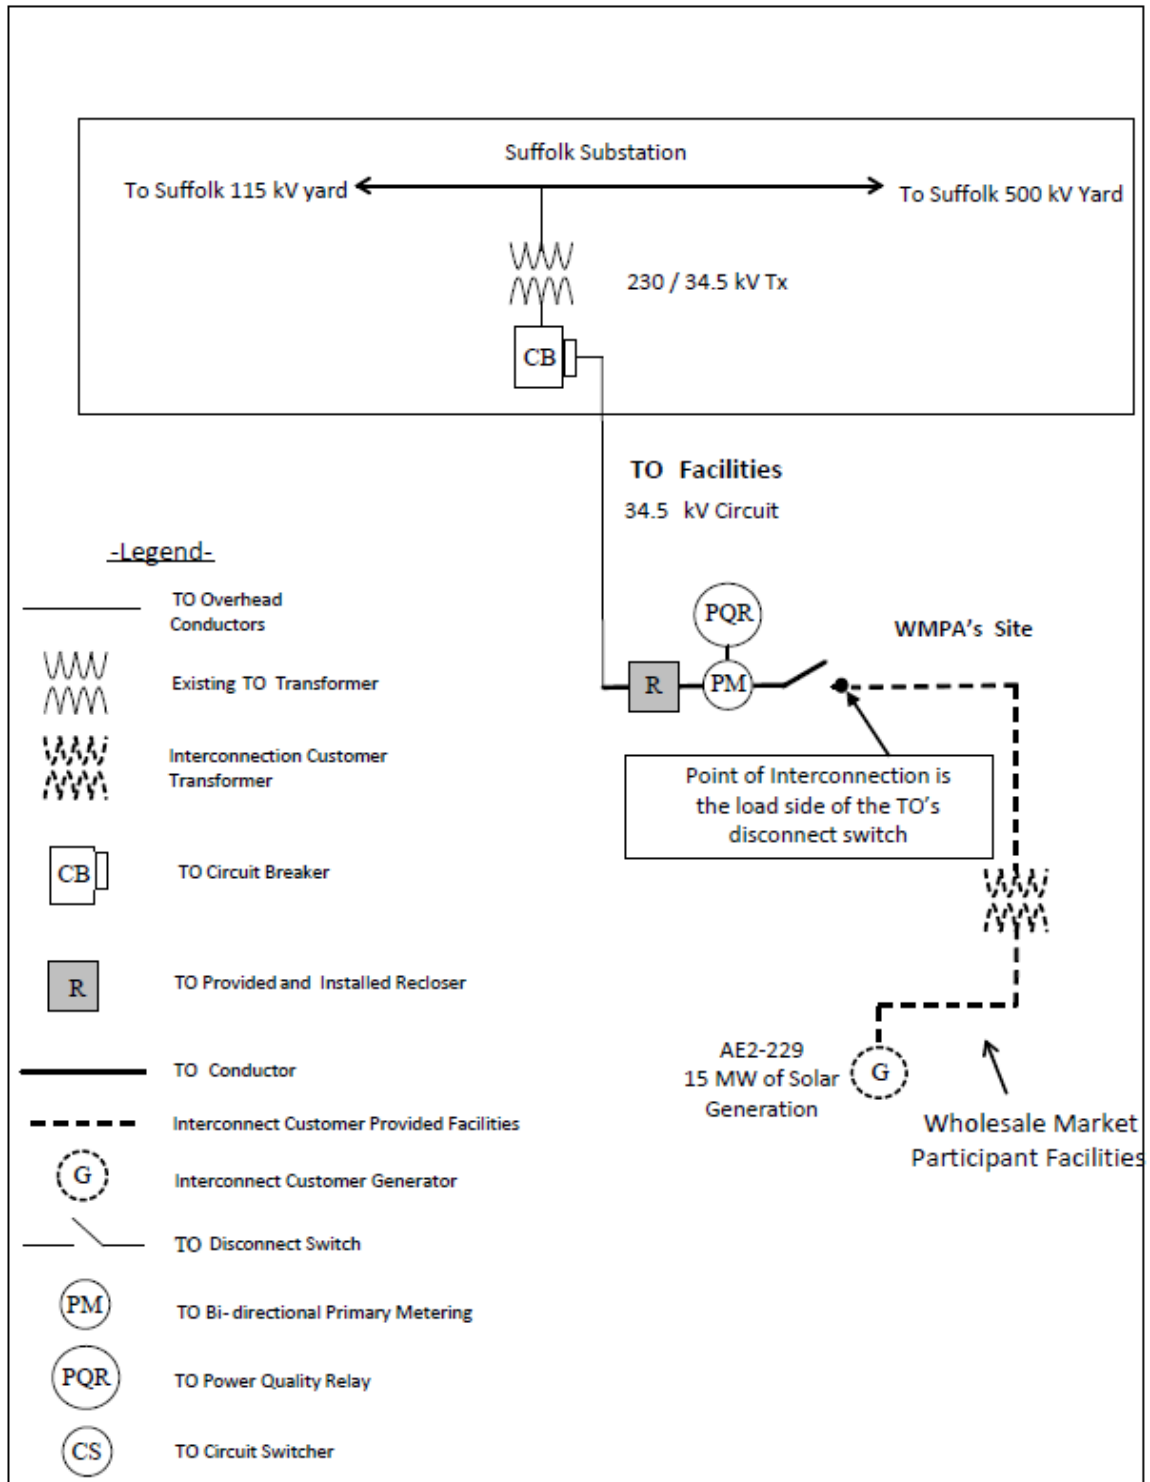 Suffolk Substation
To Suffolk 115 kV yard
To Suffolk 500 kV Yard
230 / 34.5 kV Tx
CB
TO Facilities
34.5 kV Circuit
PQR
WMPA's Site
R
PM
Point of Interconnection is
the load side of the TO's
disconnect switch
AE2-229
15 MW of Solar
Generation
G
Wholesale Market
Participant Facilities
-Legend-
TO Overhead
Conductors
Existing TO Transformer
Interconnection Customer
Transformer
CB
TO Circuit Breaker
R
TO Provided and Installed Recloser
TO Conductor
Interconnect Customer Provided Facilities
G
Interconnect Customer Generator
TO Disconnect Switch
PM
TO Bi-directional Primary Metering
PQR
TO Power Quality Relay
CS
TO Circuit Switcher